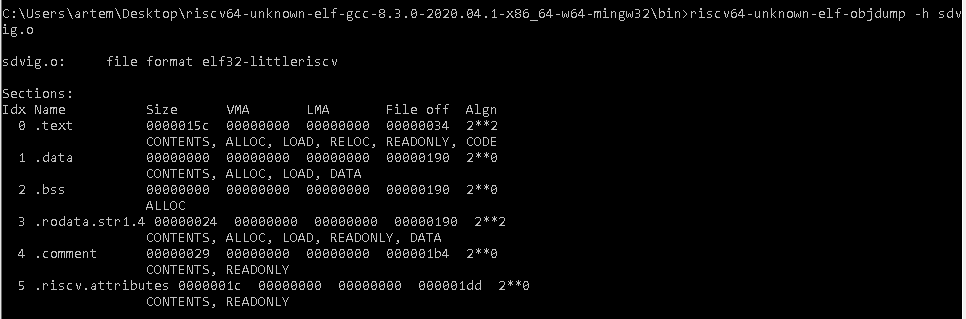 C:\Users\artem\Desktop\riscv64-unknown-elf-gcc-8.3.0-2020.04.1-x86_64-w64-mingw32\bin>riscv64-unknown-elf-objdump -h sdv
ig.o
sdvig.o:     file format elf32-littleriscv
Sections:
Idx Name          Size      VMA       LMA       File off  Algn
  0 .text         0000015c  00000000  00000000  00000034  2**2
                  CONTENTS, ALLOC, LOAD, RELOC, READONLY, CODE
  1 .data         00000000  00000000  00000000  00000190  2**0
                  CONTENTS, ALLOC, LOAD, DATA
  2 .bss          00000000  00000000  00000000  00000190  2**0
                  ALLOC
  3 .rodata.str1.4 00000024  00000000  00000000  00000190  2**2
                  CONTENTS, ALLOC, LOAD, READONLY, DATA
  4 .comment      00000029  00000000  00000000  000001b4  2**0
                  CONTENTS, READONLY
  5 .riscv.attributes 0000001c  00000000  00000000  000001dd  2**0
                  CONTENTS, READONLY